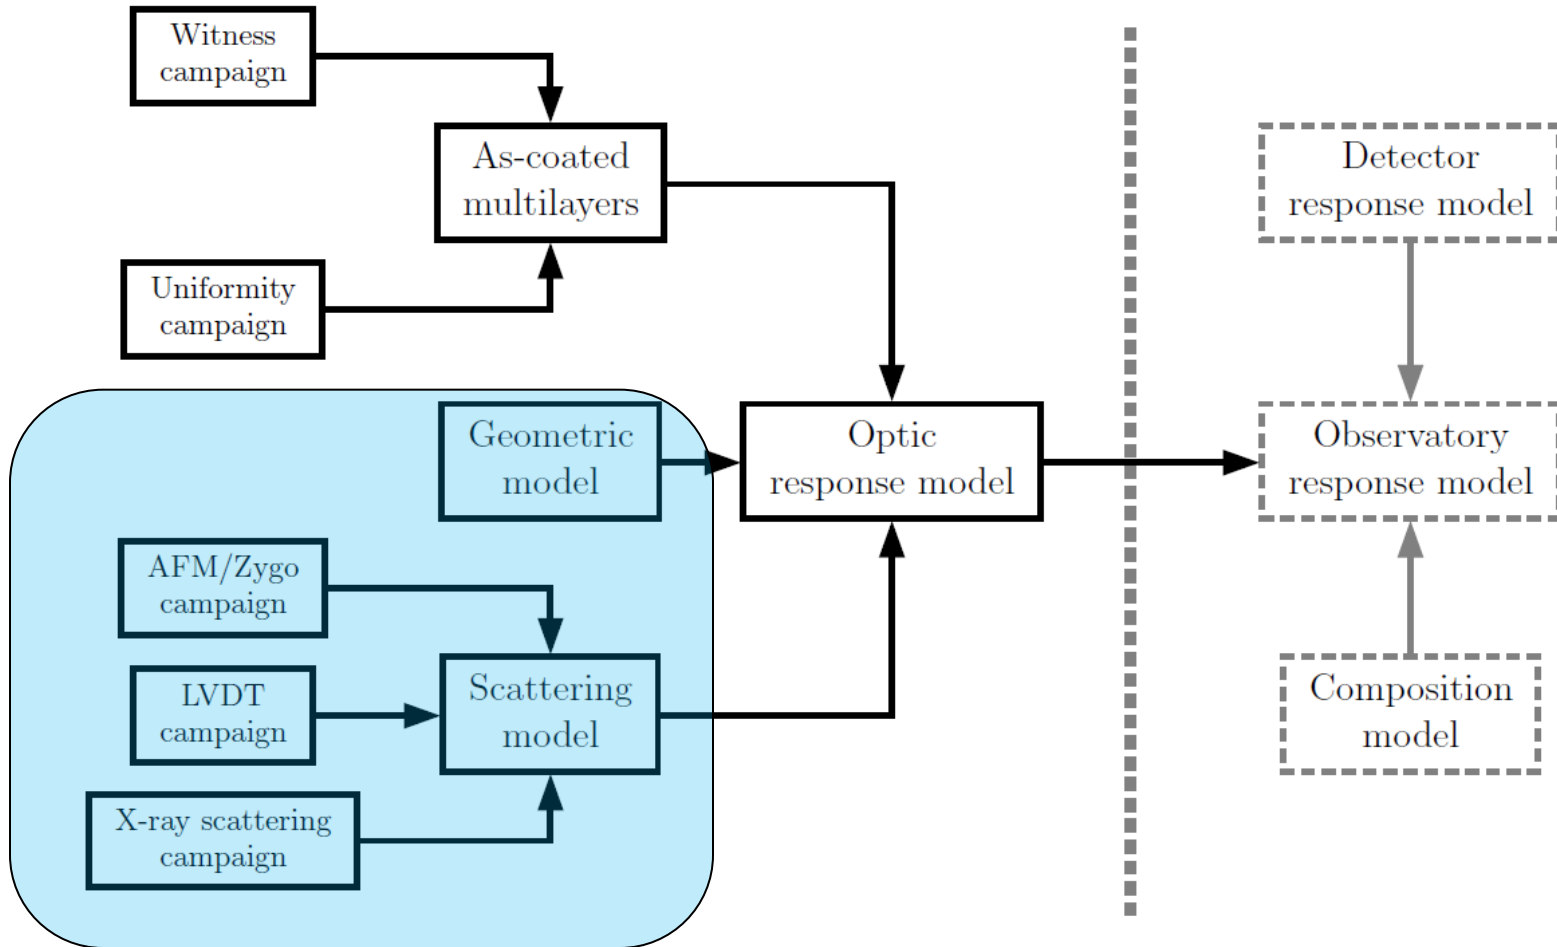 Witness
campaign
As-coated
multilayers
Uniformity
campaign
Detector
response model
Geometric
model
Optic
response model
Observatory
response model
AFM/Zygo
campaign
LVDT
campaign
Scattering
model
X-ray scattering
campaign
Composition
model